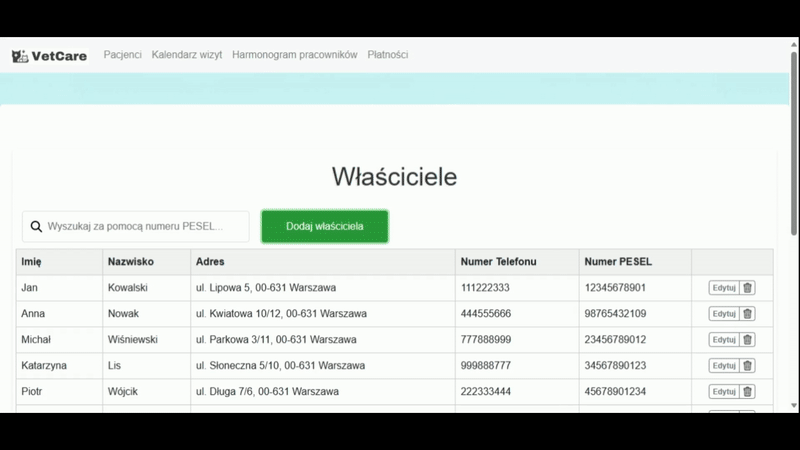 VetCare Pacjenci Kalendarz wizyt Harmonogram pracowników Płatności
Właściciele
Wyszukaj za pomocą numeru PESEL... Dodaj właściciela
Imię Nazwisko Adres Numer Telefonu Numer PESEL
Jan Kowalski ul. Lipowa 5, 00-631 Warszawa 111222333 12345678901 Edytuj
Anna Nowak ul. Kwiatowa 10/12, 00-631 Warszawa 444555666 98765432109 Edytuj
Michał Wiśniewski ul. Parkowa 3/11, 00-631 Warszawa 777888999 23456789012 Edytuj
Katarzyna Lis ul. Słoneczna 5/10, 00-631 Warszawa 999888777 34567890123 Edytuj
Piotr Wójcik ul. Długa 7/6, 00-631 Warszawa 222333444 45678901234 Edytuj